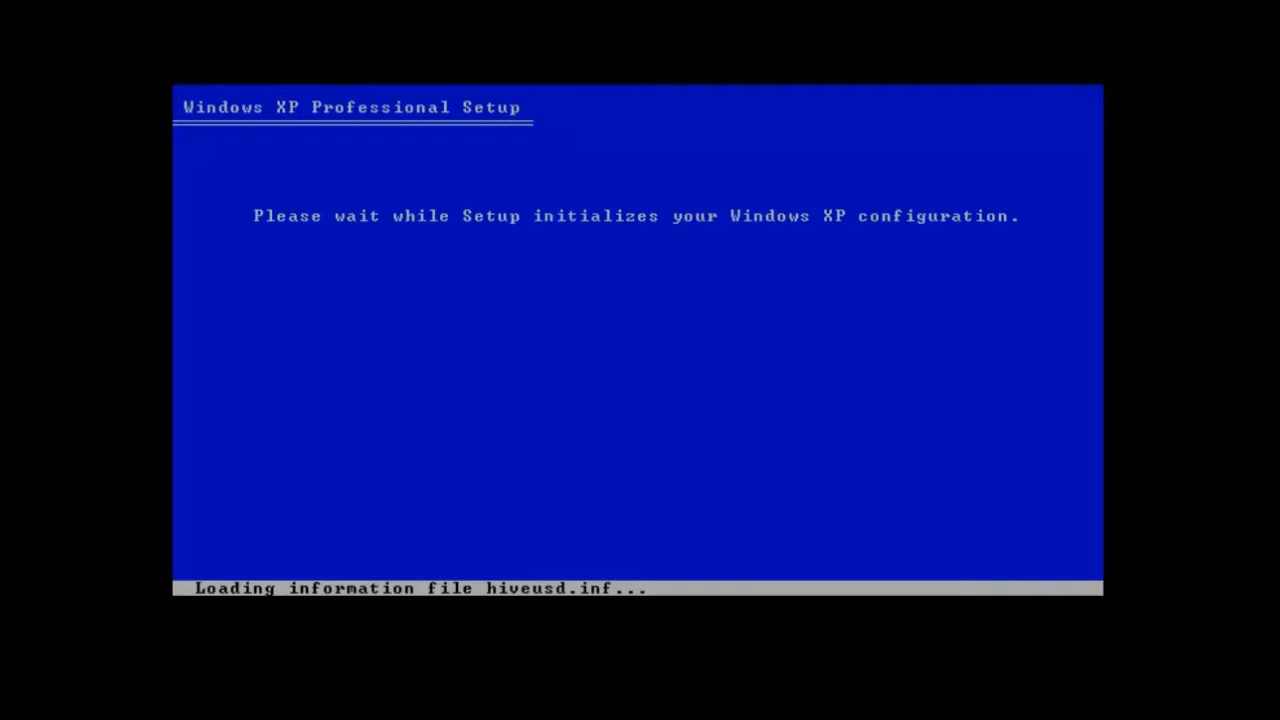 Windows XP Professional Setup
Please wait while Setup initializes your Windows XP configuration.
Loading information file hiveusd.inf...